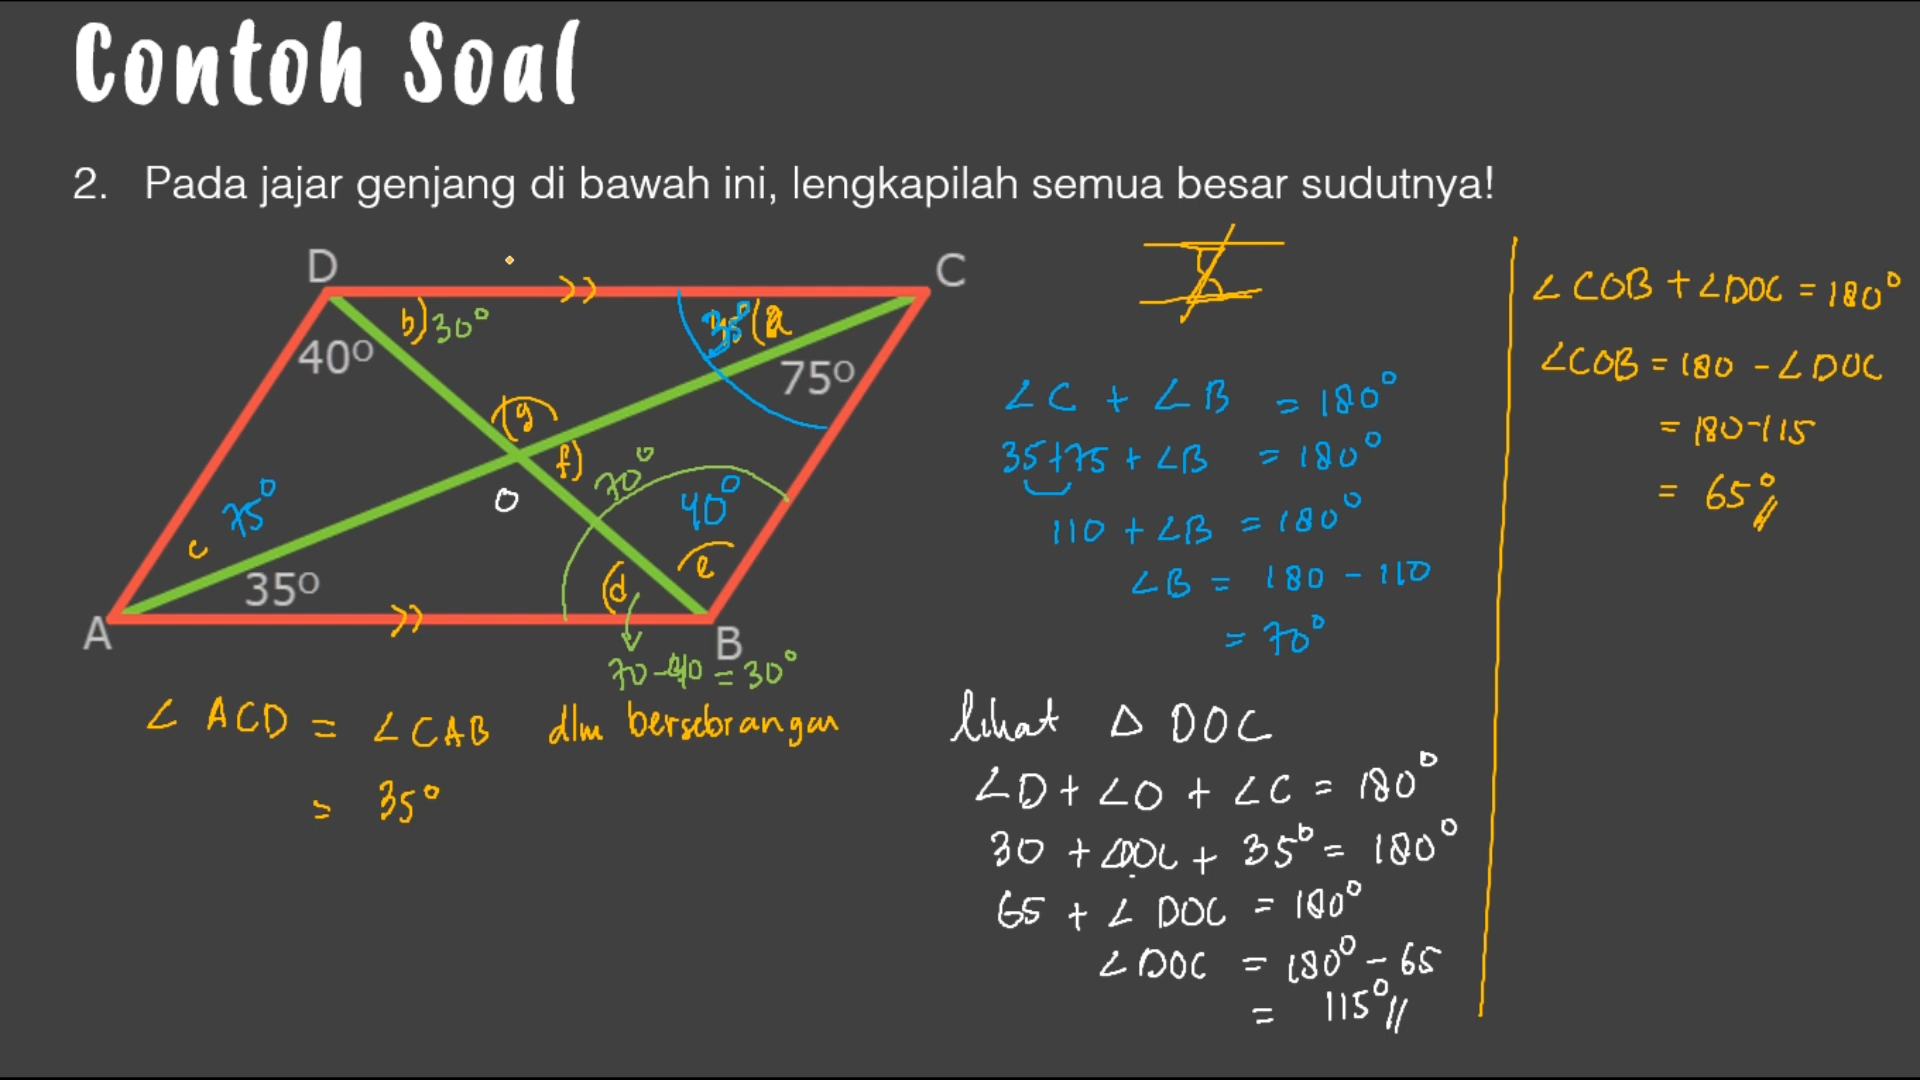 Contoh Soal
2. Pada jajar genjang di bawah ini, lengkapilah semua besar sudutnya!
D
C
b) 30°
35° (a
40°
75°
g
f)
70°
O
40°
75°
c
e
35°
(d
A
B
70-40 = 30°
∠ ACD = ∠CAB dlm bersebrangan
= 35°
∠C + ∠B = 180°
35+75 + ∠B = 180°
110 + ∠B = 180°
∠B = 180 - 110
= 70°
lihat Δ DOC
∠D + ∠O + ∠C = 180°
30 + ∠DOC + 35° = 180°
65 + ∠ DOC = 180°
∠DOC = 180° - 65
= 115° //
∠COB + ∠DOC = 180°
∠COB = 180 - ∠DOC
= 180-115
= 65° //